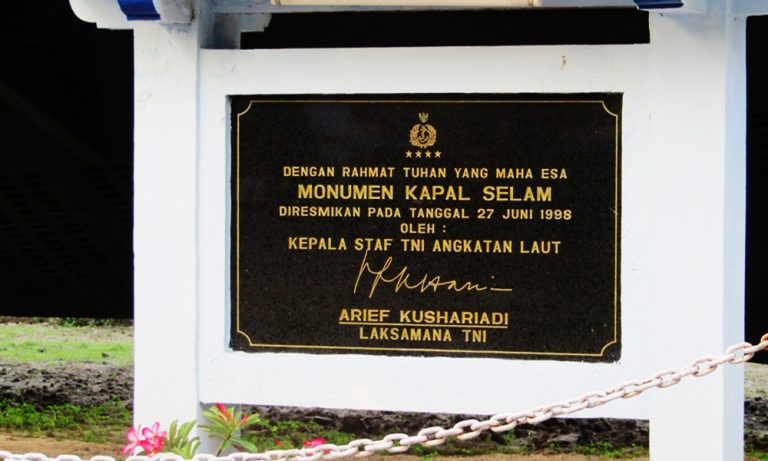 DENGAN RAHMAT TUHAN YANG MAHA ESA
MONUMEN KAPAL SELAM
DIRESMIKAN PADA TANGGAL 27 JUNI 1998
OLEH :
KEPALA STAF TNI ANGKATAN LAUT
ARIEF KUSHARIADI
LAKSAMANA TNI